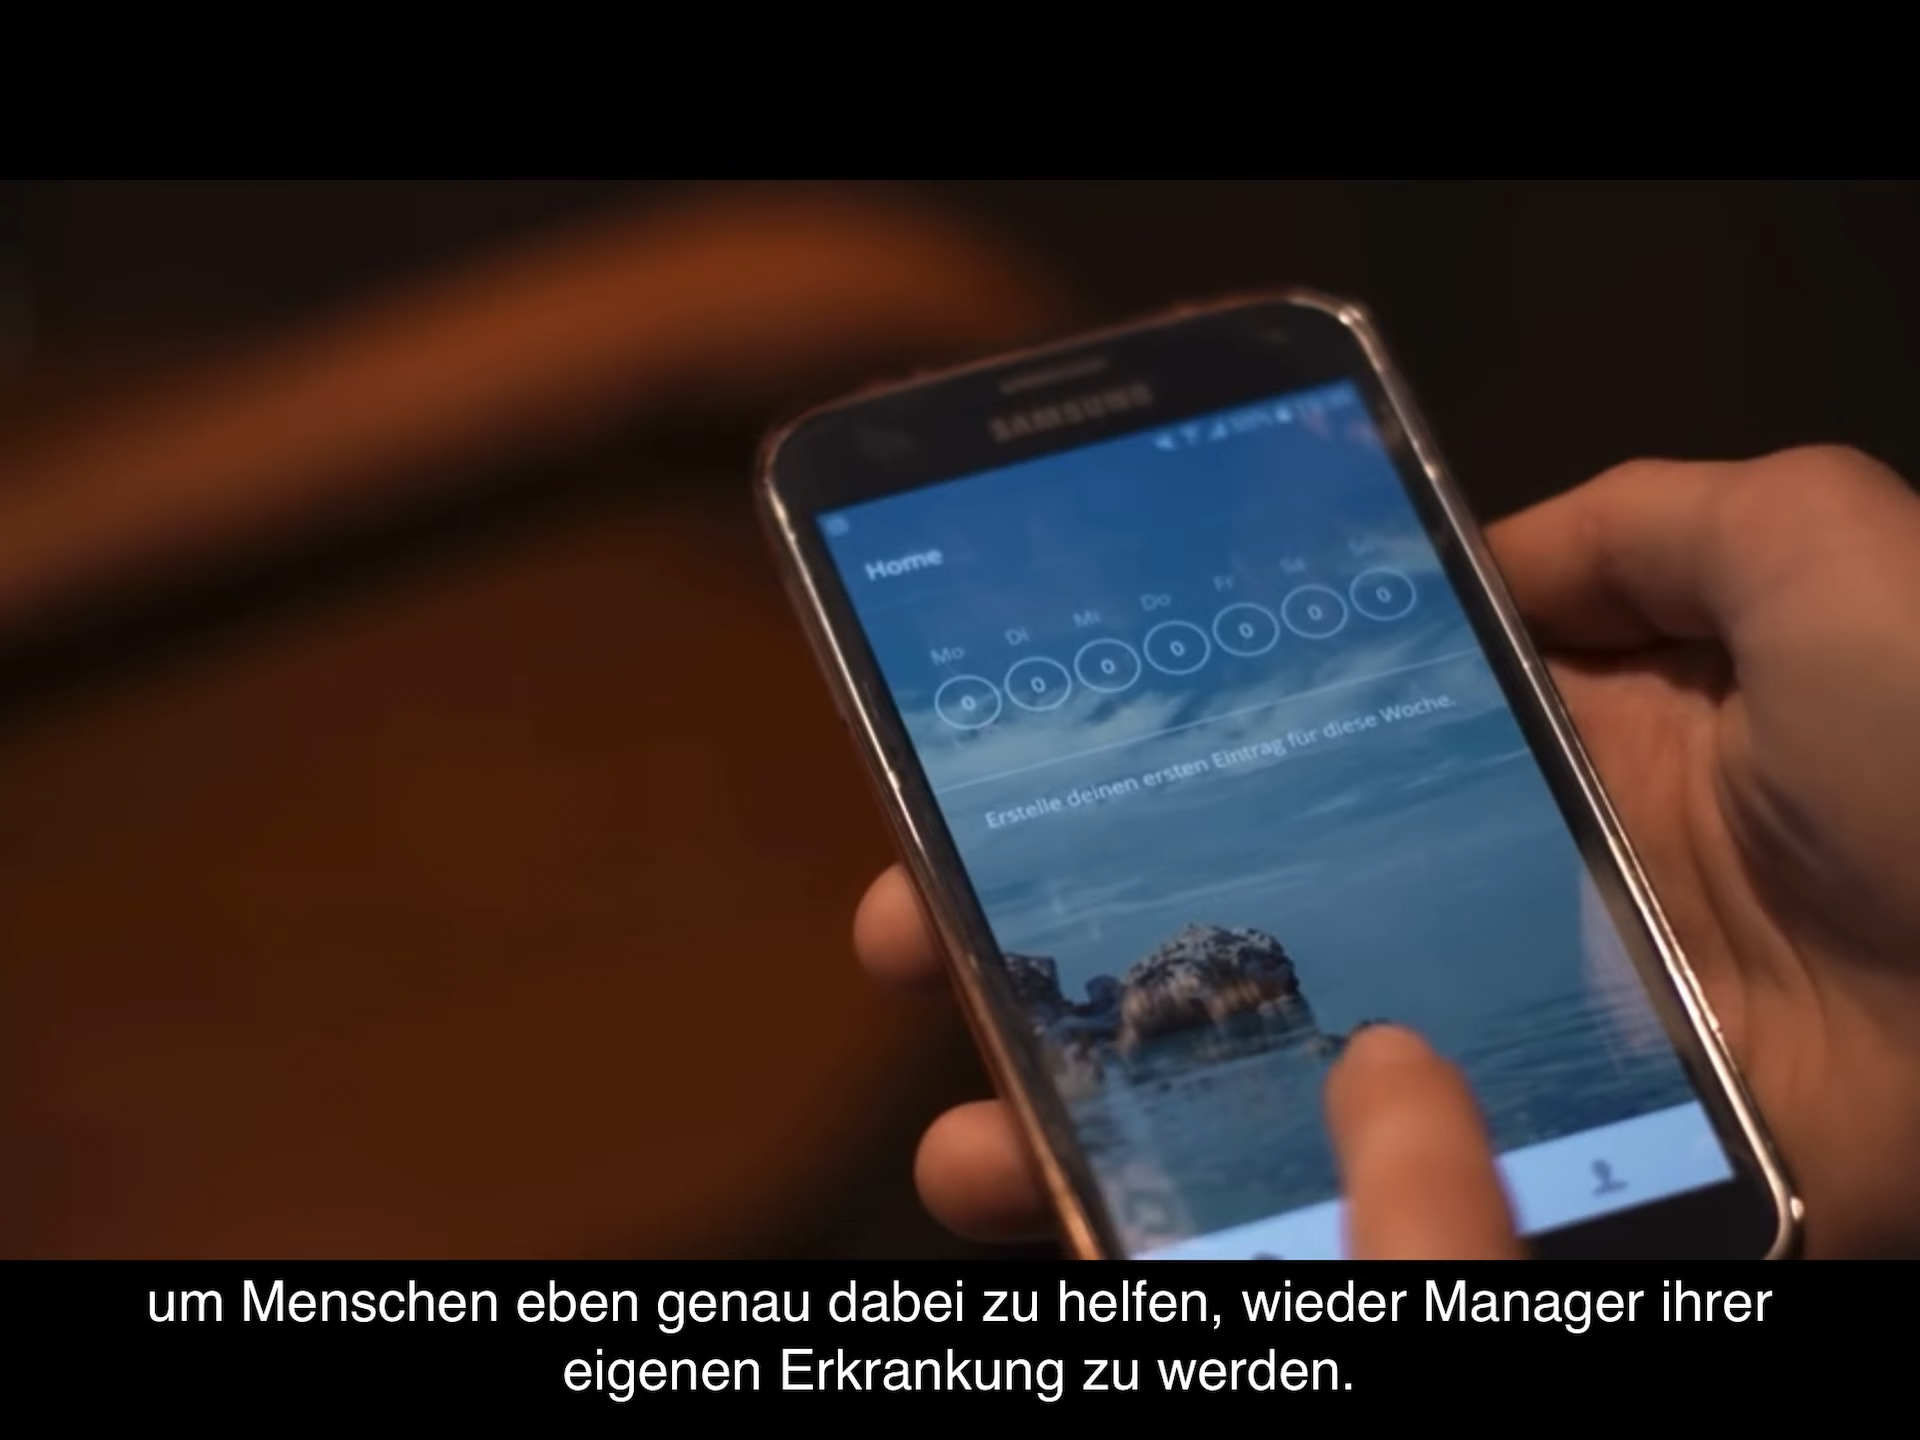 SAMSUNG
Home
Mo Di Mi Do Fr Sa So
0 0 0 0 0 0 0
Erstelle deinen ersten Eintrag für diese Woche.
um Menschen eben genau dabei zu helfen, wieder Manager ihrer
eigenen Erkrankung zu werden.